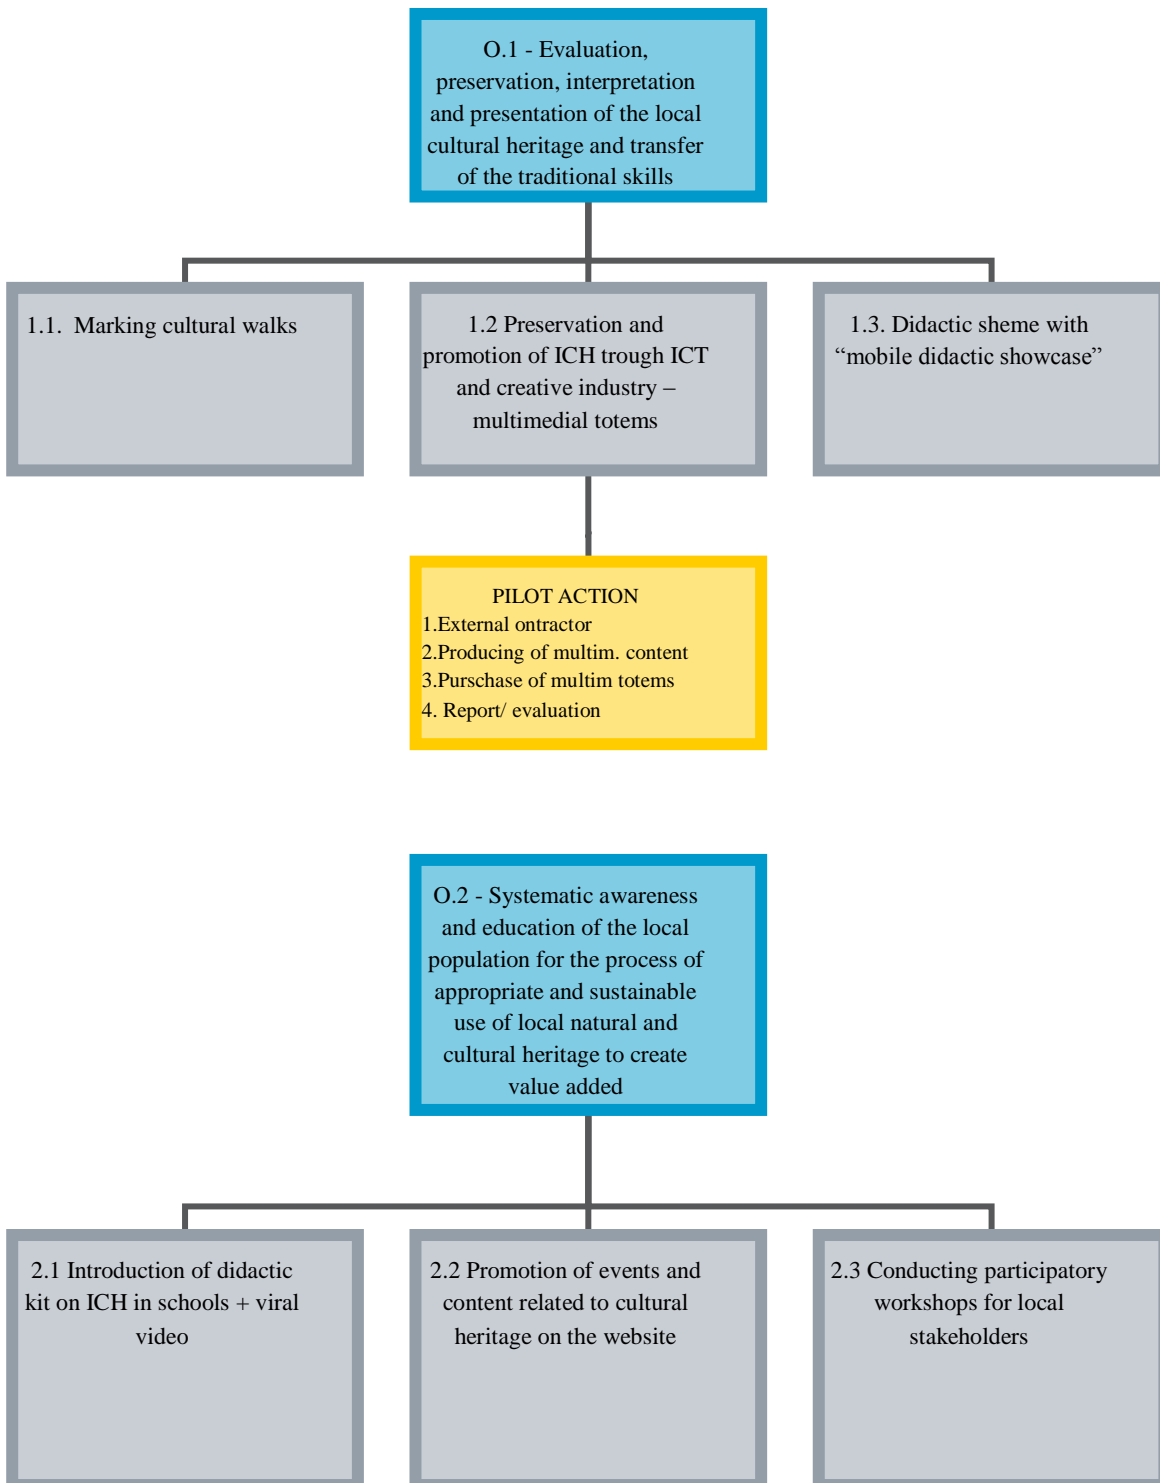 O.1 - Evaluation,
preservation, interpretation
and presentation of the local
cultural heritage and transfer
of the traditional skills
1.1. Marking cultural walks
1.2 Preservation and
promotion of ICH trough ICT
and creative industry –
multimedial totems
1.3. Didactic sheme with
“mobile didactic showcase”
PILOT ACTION
1.External ontractor
2.Producing of multim. content
3.Purschase of multim totems
4. Report/ evaluation
O.2 - Systematic awareness
and education of the local
population for the process of
appropriate and sustainable
use of local natural and
cultural heritage to create
value added
2.1 Introduction of didactic
kit on ICH in schools + viral
video
2.2 Promotion of events and
content related to cultural
heritage on the website
2.3 Conducting participatory
workshops for local
stakeholders